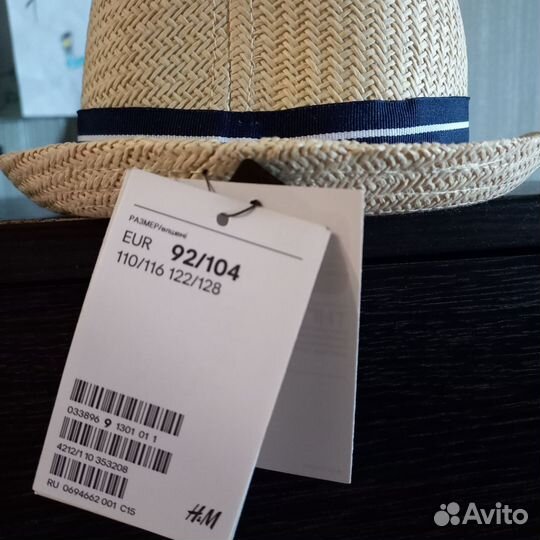 РАЗМЕР/өлшемі
EUR 92/104
110/116 122/128
033896 9 1301 01 1
4212/110 353208
RU 0694662 001 C15
H&M
Avito